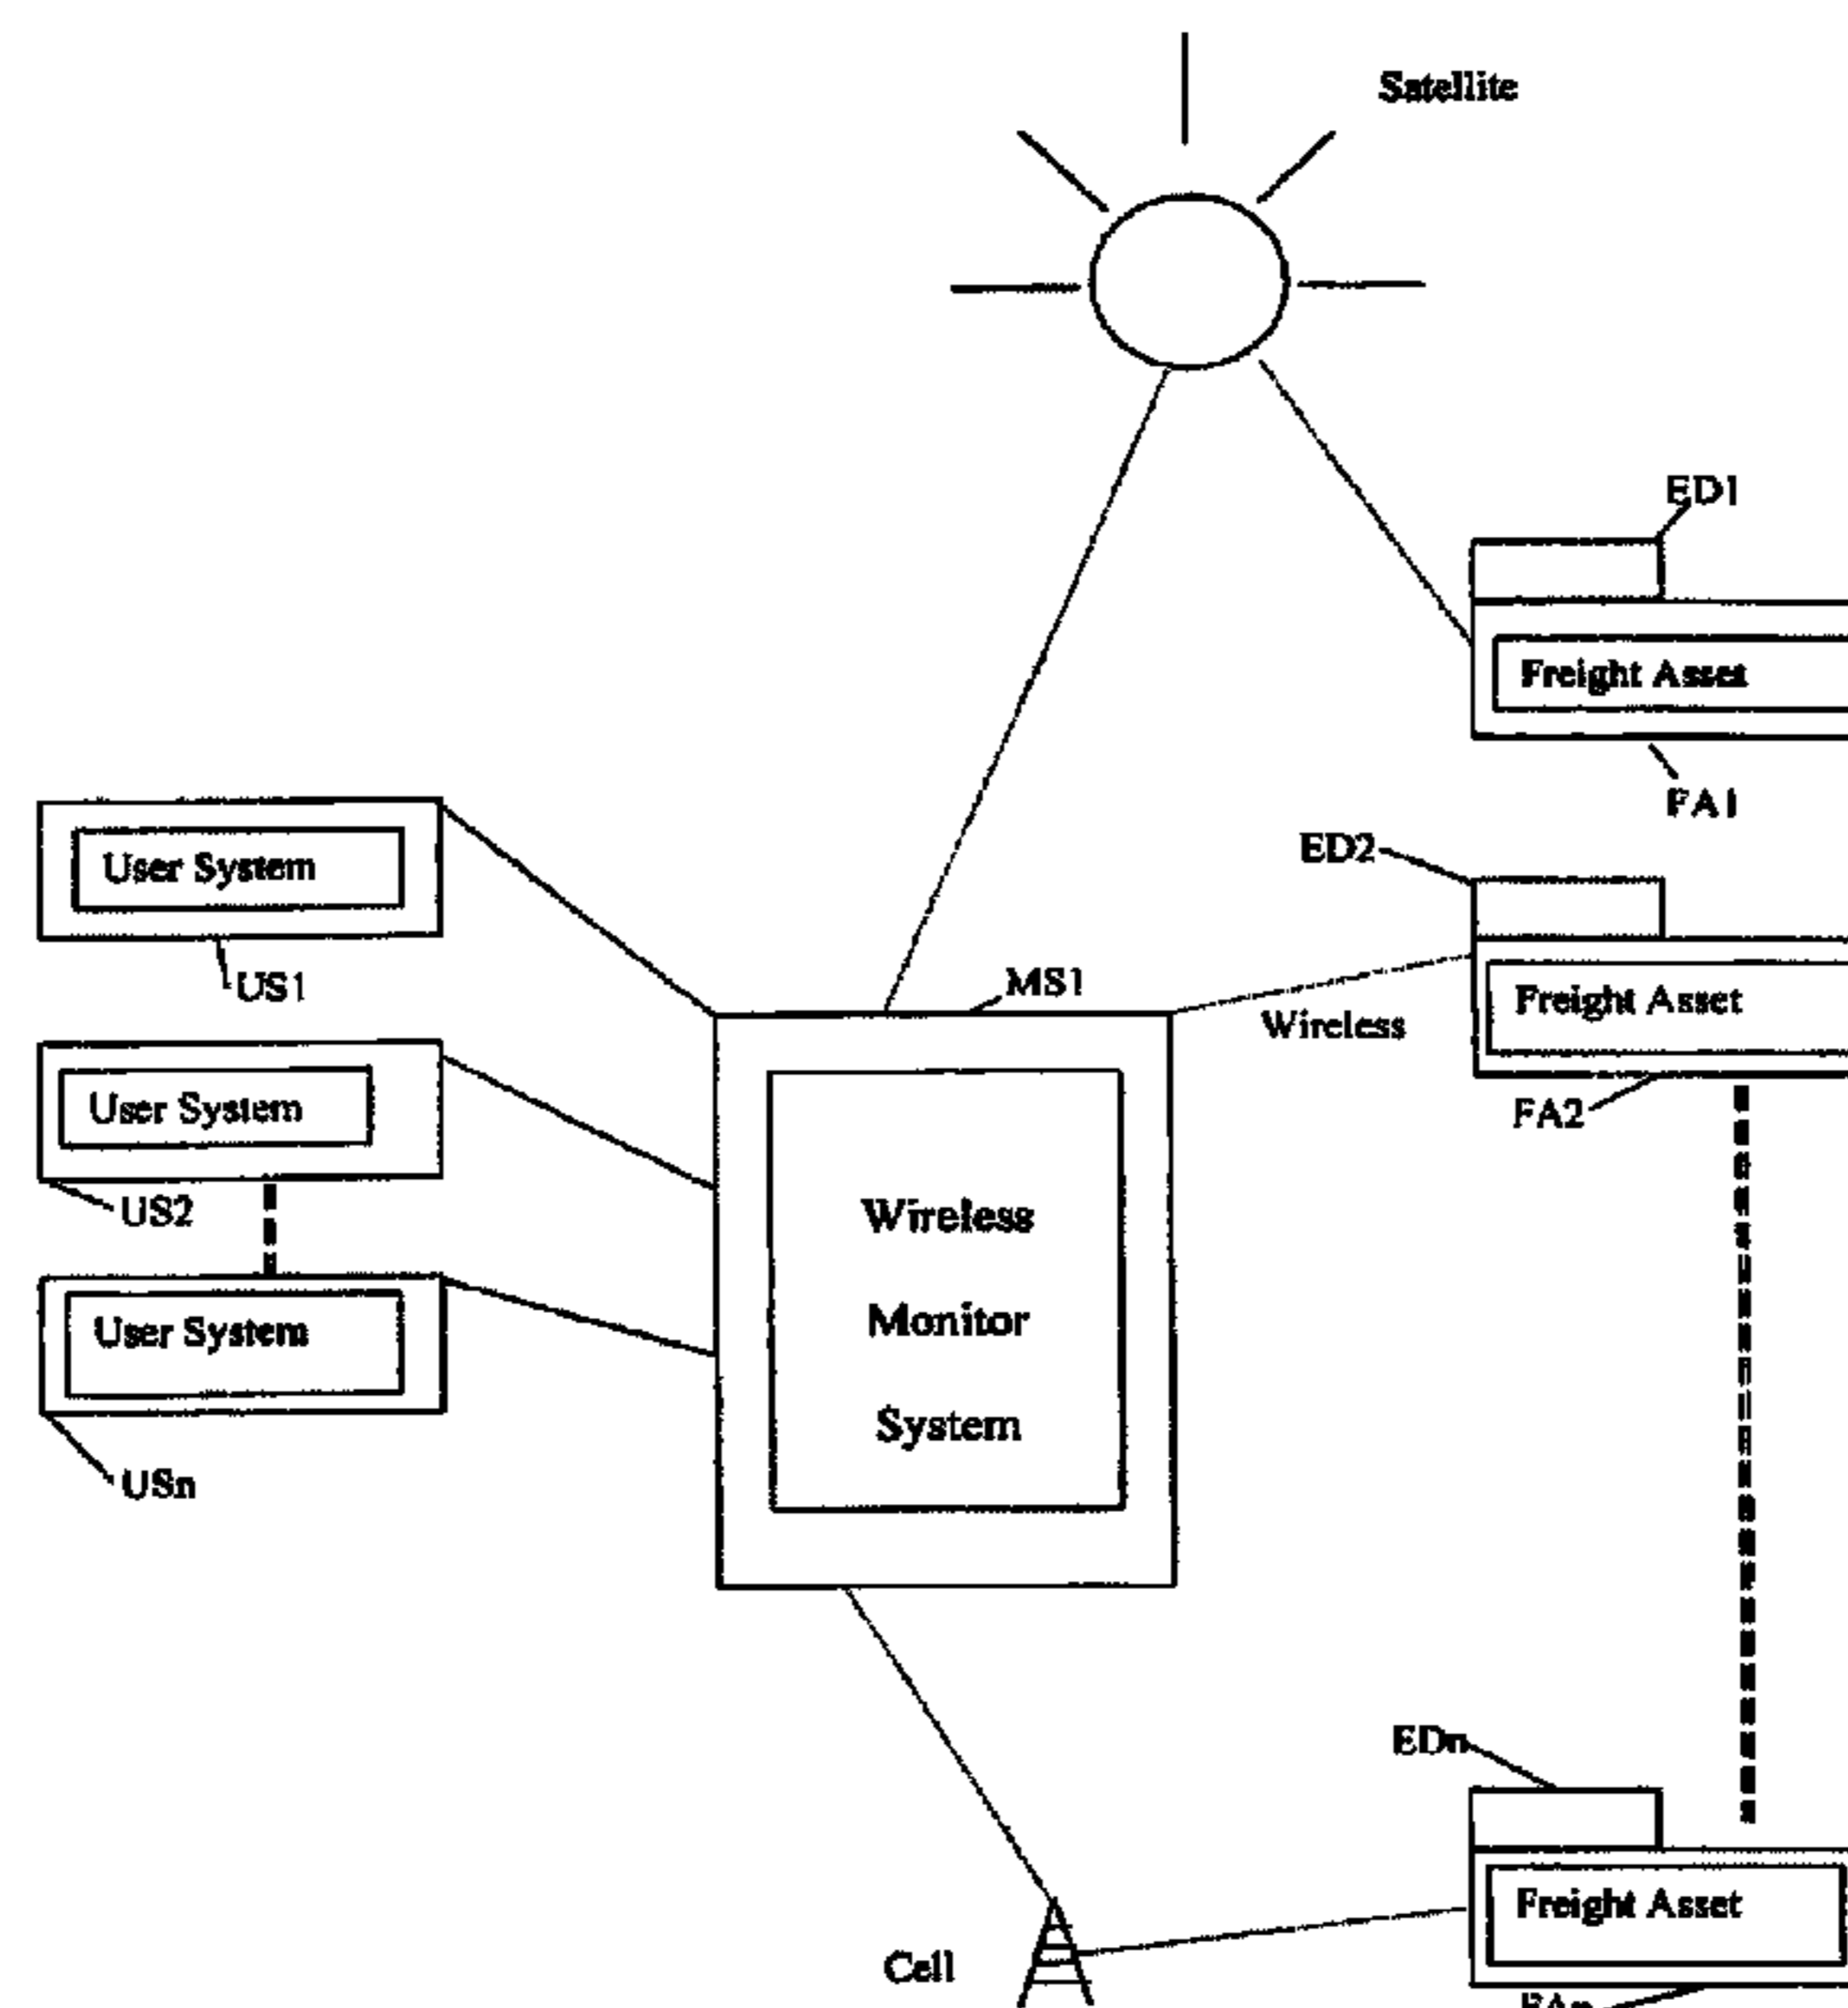 Satellite
ED1
Freight Asset
FA1
User System
ED2
US1
MS1
Freight Asset
Wireless
User System
FA2
US2
Wireless
Monitor
System
User System
USn
EDn
Freight Asset
Cell